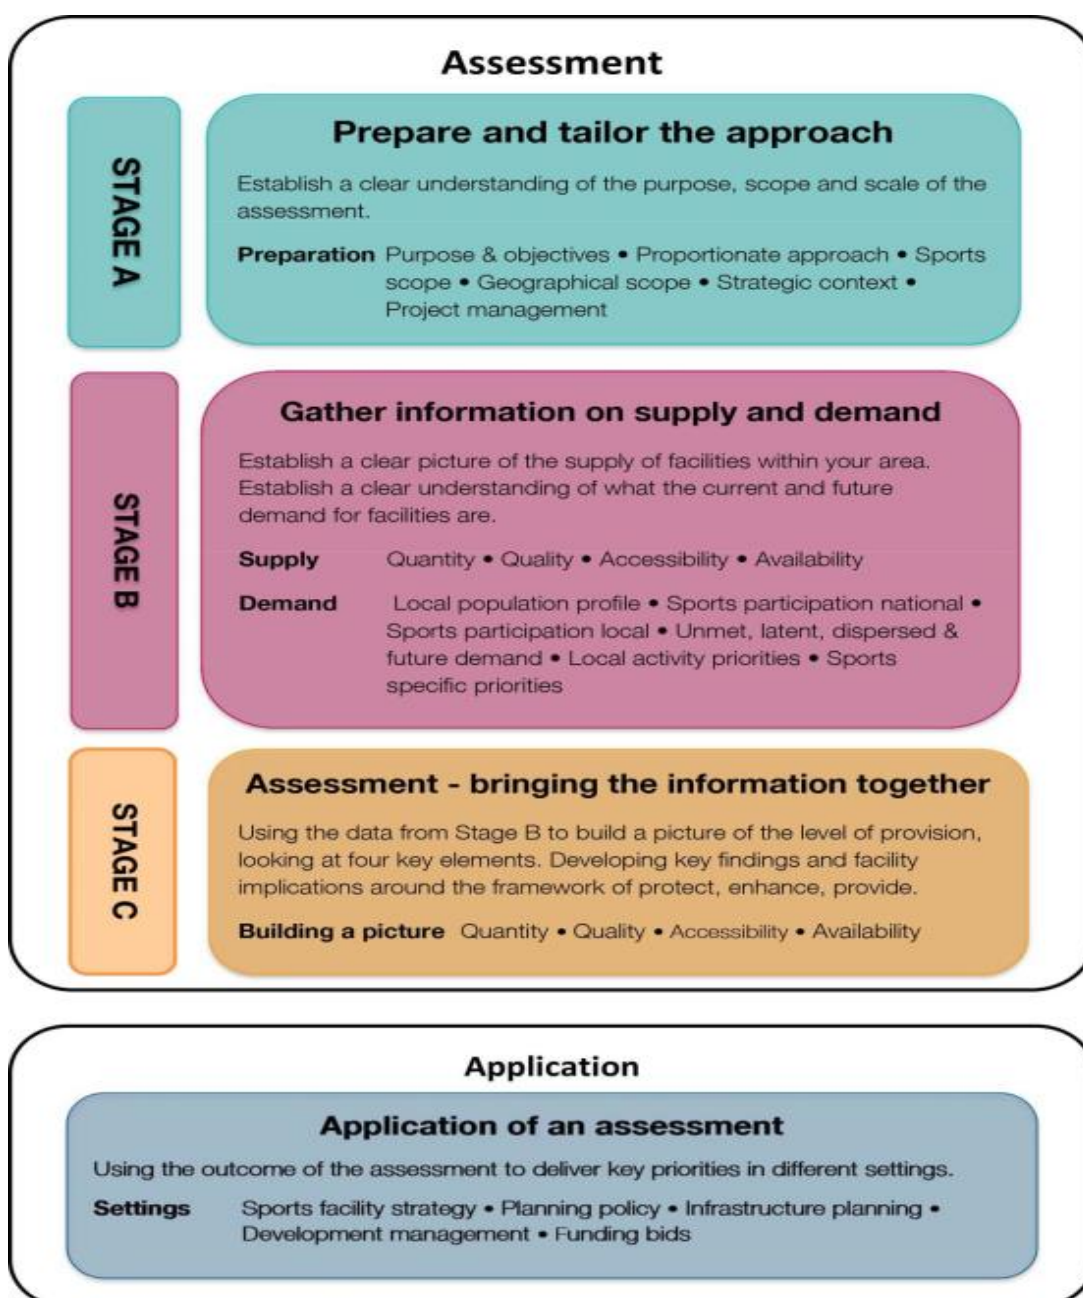 Assessment
STAGE A
Prepare and tailor the approach
Establish a clear understanding of the purpose, scope and scale of the
assessment.
Preparation Purpose & objectives • Proportionate approach • Sports
scope • Geographical scope • Strategic context •
Project management
STAGE B
Gather information on supply and demand
Establish a clear picture of the supply of facilities within your area.
Establish a clear understanding of what the current and future
demand for facilities are.
Supply Quantity • Quality • Accessibility • Availability
Demand Local population profile • Sports participation national •
Sports participation local • Unmet, latent, dispersed &
future demand • Local activity priorities • Sports
specific priorities
STAGE C
Assessment - bringing the information together
Using the data from Stage B to build a picture of the level of provision,
looking at four key elements. Developing key findings and facility
implications around the framework of protect, enhance, provide.
Building a picture Quantity • Quality • Accessibility • Availability
Application
Application of an assessment
Using the outcome of the assessment to deliver key priorities in different settings.
Settings Sports facility strategy • Planning policy • Infrastructure planning •
Development management • Funding bids